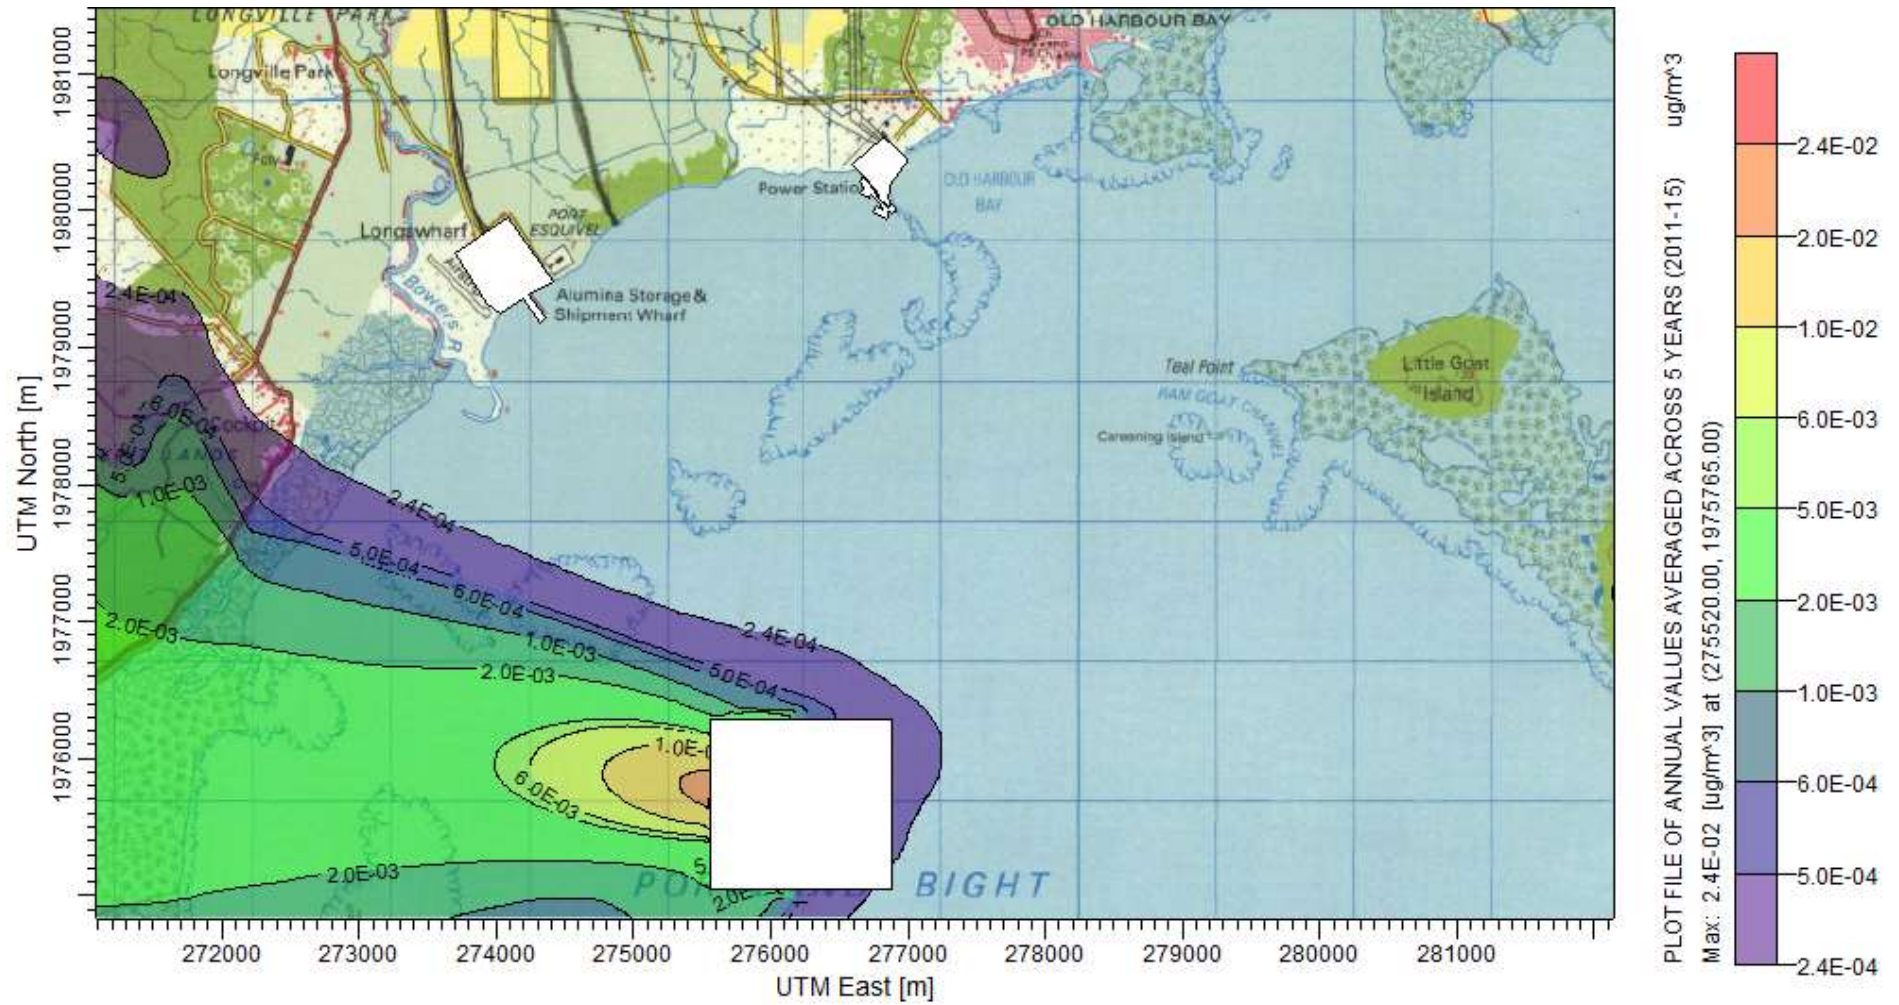 LONGVILLE PARK
OLD HARBOUR BAY
Longville Park
Folly
Power Station
OLD HARBOUR
BAY
Longswharf
PORT
ESQUIVEL
Bowers R
Alumina Storage &
Shipment Wharf
Teal Point
RAM GOAT CHANNEL
Careening Island
Little Goat
Island
Cockpit
2.4E-04
6.0E-04
5.0E-04
1.0E-03
2.4E-04
5.0E-04
6.0E-04
1.0E-03
2.0E-03
2.0E-03
2.4E-04
5.0E-04
1.0E-0
6.0E-03
5.
2.0E-03
2.0E-
BIGHT
UTM North [m]
1981000
1980000
1979000
1978000
1977000
1976000
272000 273000 274000 275000 276000 277000 278000 279000 280000 281000
UTM East [m]
PLOT FILE OF ANNUAL VALUES AVERAGED ACROSS 5 YEARS (2011-15) ug/m^3
Max: 2.4E-02 [ug/m^3] at (275520.00, 1975765.00)
2.4E-02
2.0E-02
1.0E-02
6.0E-03
5.0E-03
2.0E-03
1.0E-03
6.0E-04
5.0E-04
2.4E-04